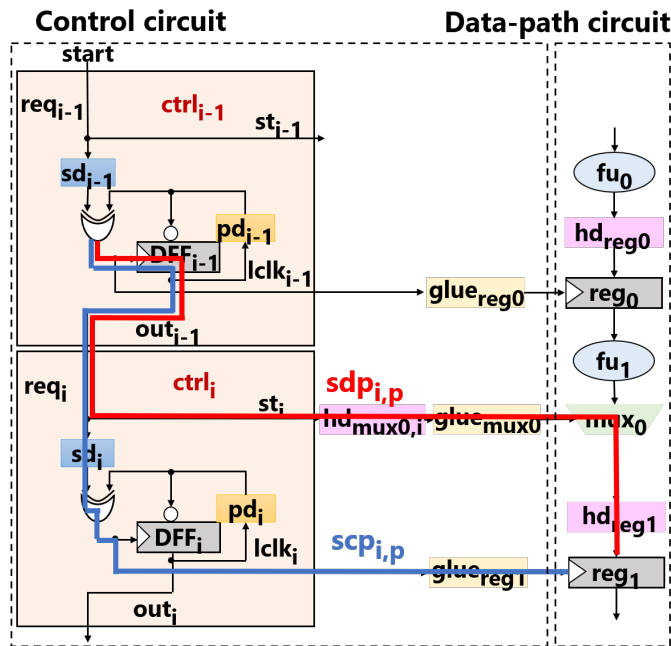 Control circuit
Data-path circuit
start
req_{i-1}
ctrl_{i-1}
st_{i-1}
sd_{i-1}
fu_0
pd_{i-1}
hd_{reg0}
DFF_{i-1}
lclk_{i-1}
glue_{reg0}
reg_0
out_{i-1}
fu_1
req_i
ctrl_i
sdp_{i,p}
st_i
hd_{mux0,i}
glue_{mux0}
mux_0
sd_i
pd_i
hd_{reg1}
DFF_i
lclk_i
scp_{i,p}
glue_{reg1}
reg_1
out_i